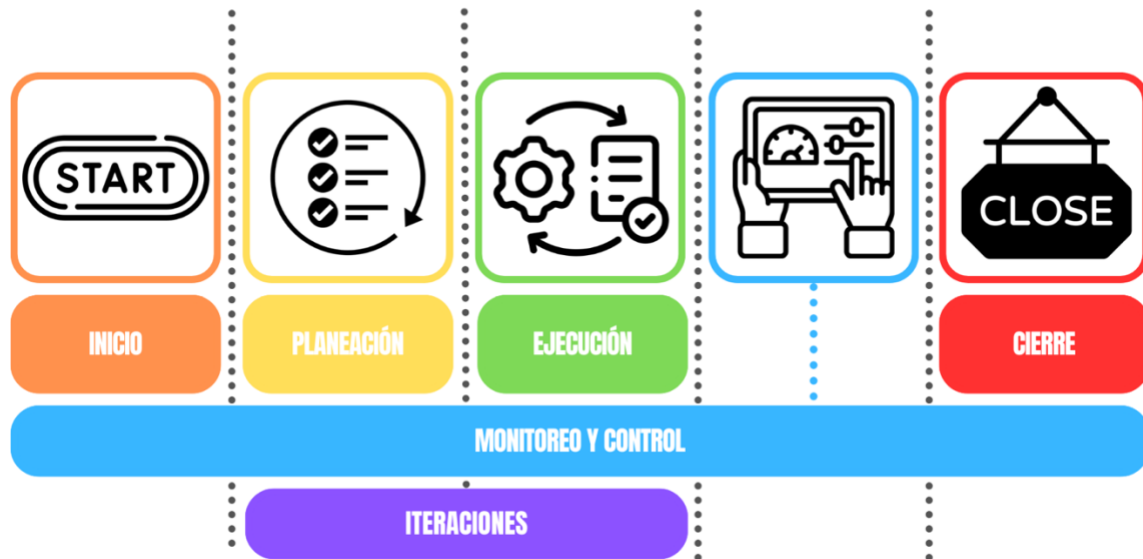 START
CLOSE
INICIO
PLANEACIÓN
EJECUCIÓN
CIERRE
MONITOREO Y CONTROL
ITERACIONES